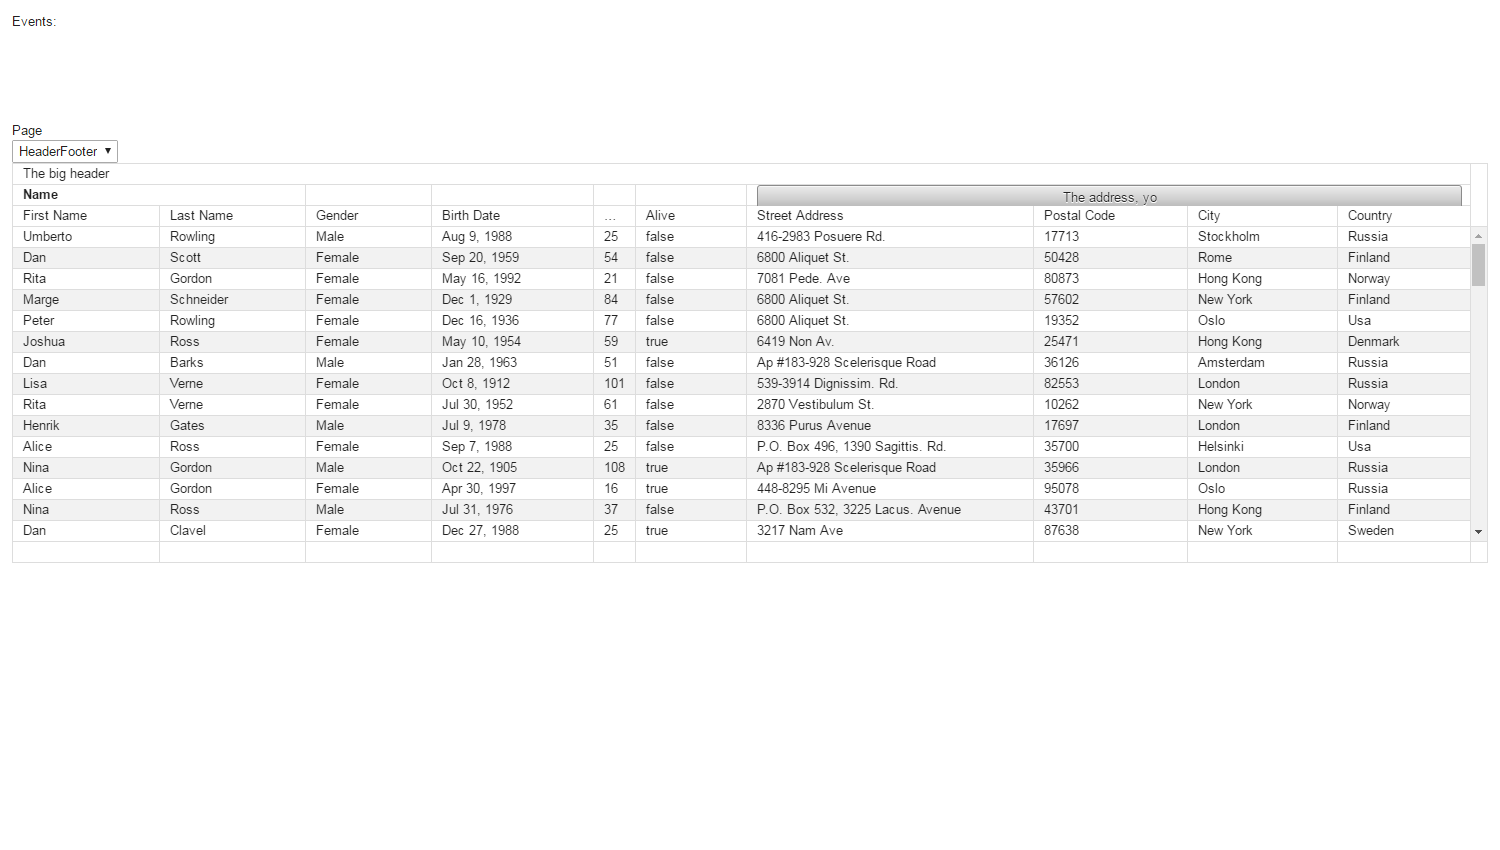 Events:
Page
HeaderFooter
The big header
Name The address, yo
First Name Last Name Gender Birth Date ... Alive Street Address Postal Code City Country
Umberto Rowling Male Aug 9, 1988 25 false 416-2983 Posuere Rd. 17713 Stockholm Russia
Dan Scott Female Sep 20, 1959 54 false 6800 Aliquet St. 50428 Rome Finland
Rita Gordon Female May 16, 1992 21 false 7081 Pede. Ave 80873 Hong Kong Norway
Marge Schneider Female Dec 1, 1929 84 false 6800 Aliquet St. 57602 New York Finland
Peter Rowling Female Dec 16, 1936 77 false 6800 Aliquet St. 19352 Oslo Usa
Joshua Ross Female May 10, 1954 59 true 6419 Non Av. 25471 Hong Kong Denmark
Dan Barks Male Jan 28, 1963 51 false Ap #183-928 Scelerisque Road 36126 Amsterdam Russia
Lisa Verne Female Oct 8, 1912 101 false 539-3914 Dignissim. Rd. 82553 London Russia
Rita Verne Female Jul 30, 1952 61 false 2870 Vestibulum St. 10262 New York Norway
Henrik Gates Male Jul 9, 1978 35 false 8336 Purus Avenue 17697 London Finland
Alice Ross Female Sep 7, 1988 25 false P.O. Box 496, 1390 Sagittis. Rd. 35700 Helsinki Usa
Nina Gordon Male Oct 22, 1905 108 true Ap #183-928 Scelerisque Road 35966 London Russia
Alice Gordon Female Apr 30, 1997 16 true 448-8295 Mi Avenue 95078 Oslo Russia
Nina Ross Male Jul 31, 1976 37 false P.O. Box 532, 3225 Lacus. Avenue 43701 Hong Kong Finland
Dan Clavel Female Dec 27, 1988 25 true 3217 Nam Ave 87638 New York Sweden